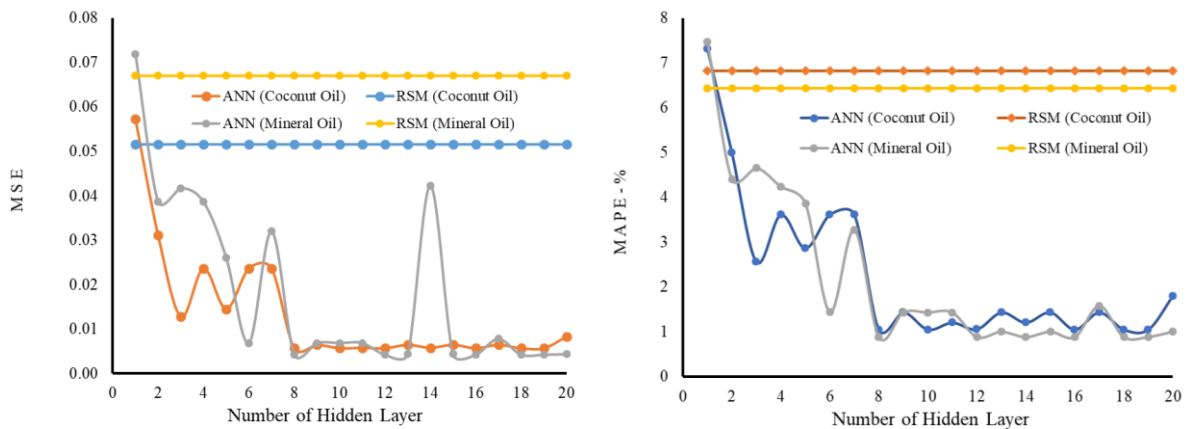 0.08
0.07
0.06
0.05
0.04
0.03
0.02
0.01
0.00
MSE
ANN (Coconut Oil) RSM (Coconut Oil)
ANN (Mineral Oil) RSM (Mineral Oil)
0 2 4 6 8 10 12 14 16 18 20
Number of Hidden Layer
8
7
6
5
4
3
2
1
0
MAPE-%
ANN (Coconut Oil) RSM (Coconut Oil)
ANN (Mineral Oil) RSM (Mineral Oil)
0 2 4 6 8 10 12 14 16 18 20
Number of Hidden Layer